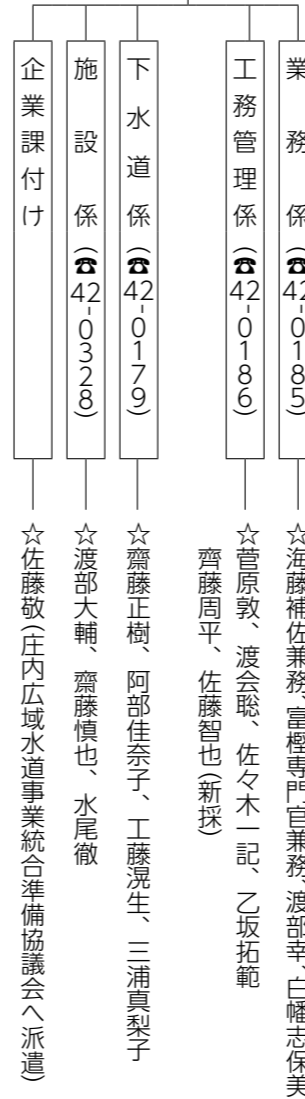 業務係(☎42-0185)
☆海藤補佐兼務、富樫専門官兼務、渡部幸、白幡志保美
工務管理係(☎42-0186)
☆菅原敦、渡会聡、佐々木一記、乙坂拓範
齊藤周平、佐藤智也(新採)
下水道係(☎42-0179)
☆齋藤正樹、阿部佳奈子、工藤滉生、三浦真梨子
施設係(☎42-0328)
☆渡部大輔、齋藤慎也、水尾徹
企業課付け
☆佐藤敬(庄内広域水道事業統合準備協議会へ派遣)